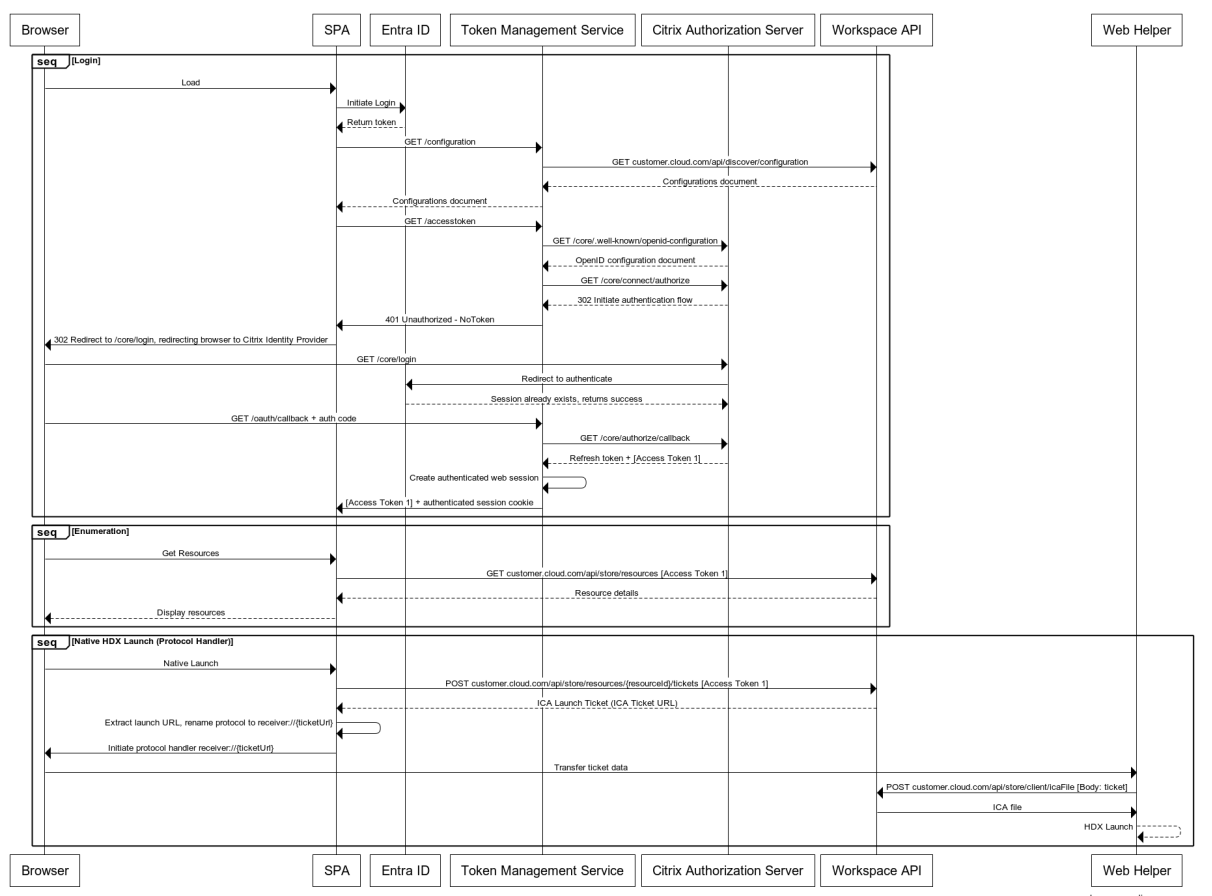 Browser
SPA
Entra ID
Token Management Service
Citrix Authorization Server
Workspace API
Web Helper
seq [Login]
Load
Initiate Login
Return token
GET /configuration
GET customer.cloud.com/api/discover/configuration
Configurations document
Configurations document
GET /accesstoken
GET /core/.well-known/openid-configuration
OpenID configuration document
GET /core/connect/authorize
302 Initiate authentication flow
401 Unauthorized - NoToken
302 Redirect to /core/login, redirecting browser to Citrix Identity Provider
GET /core/login
Redirect to authenticate
Session already exists, returns success
GET /oauth/callback + auth code
GET /core/authorize/callback
Refresh token + [Access Token 1]
Create authenticated web session
[Access Token 1] + authenticated session cookie
seq [Enumeration]
Get Resources
GET customer.cloud.com/api/store/resources [Access Token 1]
Resource details
Display resources
seq [Native HDX Launch (Protocol Handler)]
Native Launch
POST customer.cloud.com/api/store/resources/{resourceId}/tickets [Access Token 1]
ICA Launch Ticket (ICA Ticket URL)
Extract launch URL, rename protocol to receiver://{ticketUrl}
Initiate protocol handler receiver://{ticketUrl}
Transfer ticket data
POST customer.cloud.com/api/store/client/icaFile [Body: ticket]
ICA file
HDX Launch
Browser
SPA
Entra ID
Token Management Service
Citrix Authorization Server
Workspace API
Web Helper